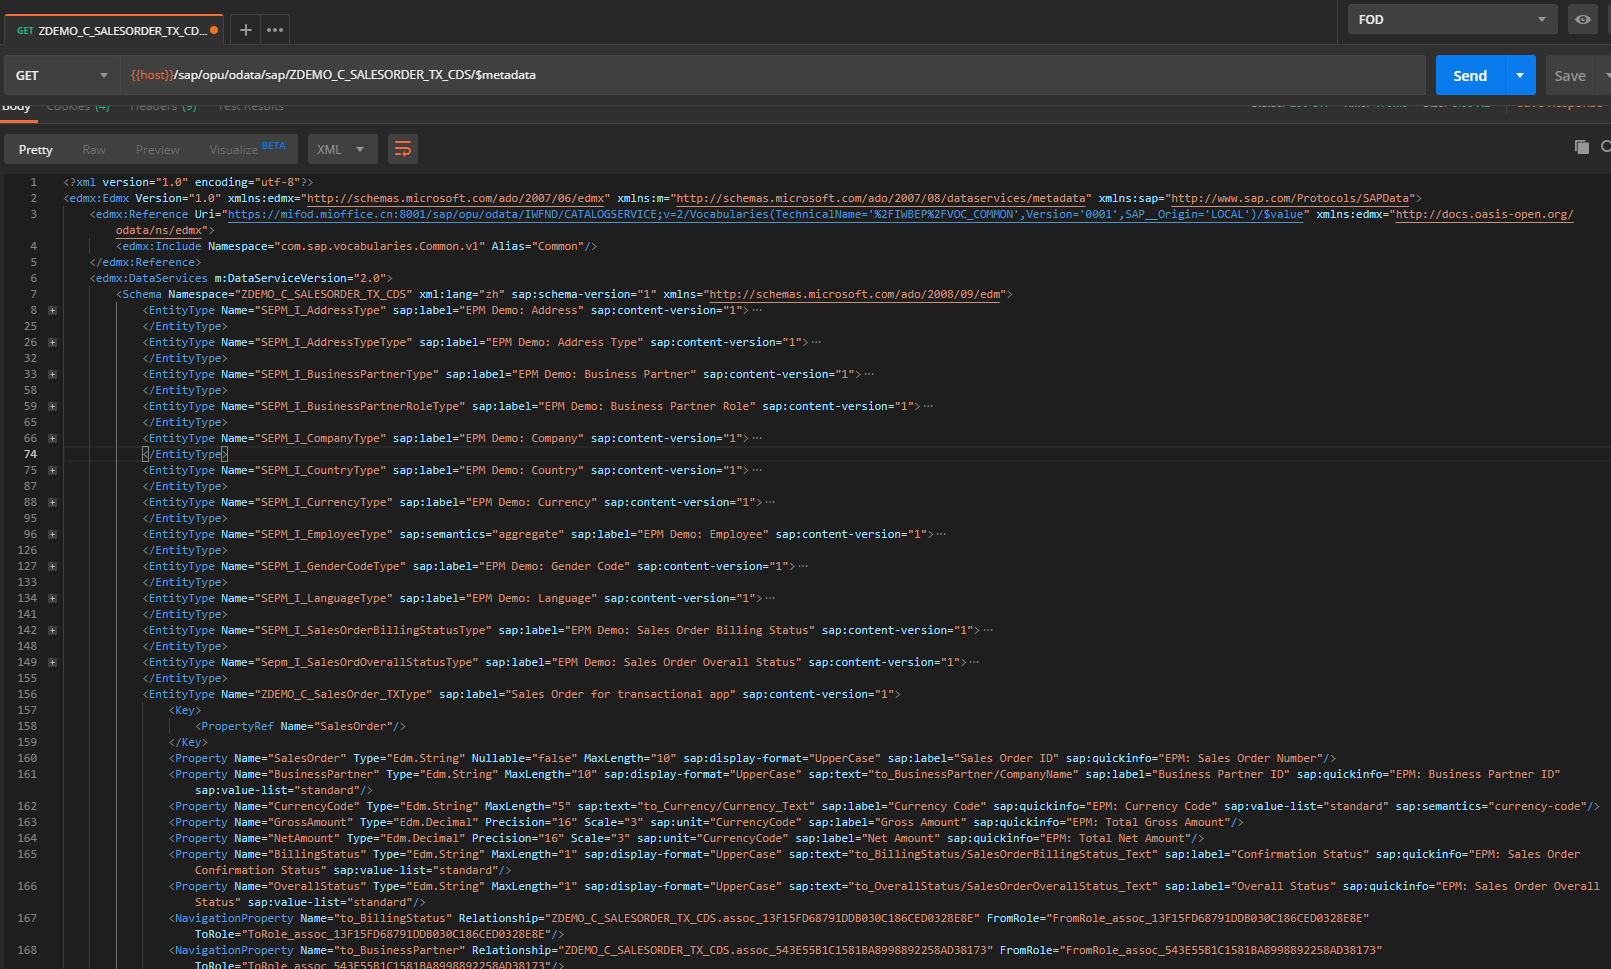 GET ZDEMO_C_SALESORDER_TX_CD...
FOD
GET {{host}}/sap/opu/odata/sap/ZDEMO_C_SALESORDER_TX_CDS/$metadata Send Save
Body Cookies (4) Headers (9) Test Results
Pretty Raw Preview Visualize BETA XML
1 <?xml version="1.0" encoding="utf-8"?>
2 <edmx:Edmx Version="1.0" xmlns:edmx="http://schemas.microsoft.com/ado/2007/06/edmx" xmlns:m="http://schemas.microsoft.com/ado/2007/08/dataservices/metadata" xmlns:sap="http://www.sap.com/Protocols/SAPData">
3 <edmx:Reference Uri="https://mifod.mioffice.cn:8001/sap/opu/odata/IWFND/CATALOGSERVICE;v=2/Vocabularies(TechnicalName='%2FIWBEP%2FVOC_COMMON',Version='0001',SAP__Origin='LOCAL')/$value" xmlns:edmx="http://docs.oasis-open.org/
odata/ns/edmx">
4 <edmx:Include Namespace="com.sap.vocabularies.Common.v1" Alias="Common"/>
5 </edmx:Reference>
6 <edmx:DataServices m:DataServiceVersion="2.0">
7 <Schema Namespace="ZDEMO_C_SALESORDER_TX_CDS" xml:lang="zh" sap:schema-version="1" xmlns="http://schemas.microsoft.com/ado/2008/09/edm">
8 <EntityType Name="SEPM_I_AddressType" sap:label="EPM Demo: Address" sap:content-version="1">...
25 </EntityType>
26 <EntityType Name="SEPM_I_AddressTypeType" sap:label="EPM Demo: Address Type" sap:content-version="1">...
32 </EntityType>
33 <EntityType Name="SEPM_I_BusinessPartnerType" sap:label="EPM Demo: Business Partner" sap:content-version="1">...
58 </EntityType>
59 <EntityType Name="SEPM_I_BusinessPartnerRoleType" sap:label="EPM Demo: Business Partner Role" sap:content-version="1">...
65 </EntityType>
66 <EntityType Name="SEPM_I_CompanyType" sap:label="EPM Demo: Company" sap:content-version="1">...
74 </EntityType>
75 <EntityType Name="SEPM_I_CountryType" sap:label="EPM Demo: Country" sap:content-version="1">...
87 </EntityType>
88 <EntityType Name="SEPM_I_CurrencyType" sap:label="EPM Demo: Currency" sap:content-version="1">...
95 </EntityType>
96 <EntityType Name="SEPM_I_EmployeeType" sap:semantics="aggregate" sap:label="EPM Demo: Employee" sap:content-version="1">...
126 </EntityType>
127 <EntityType Name="SEPM_I_GenderCodeType" sap:label="EPM Demo: Gender Code" sap:content-version="1">...
133 </EntityType>
134 <EntityType Name="SEPM_I_LanguageType" sap:label="EPM Demo: Language" sap:content-version="1">...
141 </EntityType>
142 <EntityType Name="SEPM_I_SalesOrderBillingStatusType" sap:label="EPM Demo: Sales Order Billing Status" sap:content-version="1">...
148 </EntityType>
149 <EntityType Name="Sepm_I_SalesOrdOverallStatusType" sap:label="EPM Demo: Sales Order Overall Status" sap:content-version="1">...
155 </EntityType>
156 <EntityType Name="ZDEMO_C_SalesOrder_TXType" sap:label="Sales Order for transactional app" sap:content-version="1">
157 <Key>
158 <PropertyRef Name="SalesOrder"/>
159 </Key>
160 <Property Name="SalesOrder" Type="Edm.String" Nullable="false" MaxLength="10" sap:display-format="UpperCase" sap:label="Sales Order ID" sap:quickinfo="EPM: Sales Order Number"/>
161 <Property Name="BusinessPartner" Type="Edm.String" MaxLength="10" sap:display-format="UpperCase" sap:text="to_BusinessPartner/CompanyName" sap:label="Business Partner ID" sap:quickinfo="EPM: Business Partner ID"
sap:value-list="standard"/>
162 <Property Name="CurrencyCode" Type="Edm.String" MaxLength="5" sap:text="to_Currency/Currency_Text" sap:label="Currency Code" sap:quickinfo="EPM: Currency Code" sap:value-list="standard" sap:semantics="currency-code"/>
163 <Property Name="GrossAmount" Type="Edm.Decimal" Precision="16" Scale="3" sap:unit="CurrencyCode" sap:label="Gross Amount" sap:quickinfo="EPM: Total Gross Amount"/>
164 <Property Name="NetAmount" Type="Edm.Decimal" Precision="16" Scale="3" sap:unit="CurrencyCode" sap:label="Net Amount" sap:quickinfo="EPM: Total Net Amount"/>
165 <Property Name="BillingStatus" Type="Edm.String" MaxLength="1" sap:display-format="UpperCase" sap:text="to_BillingStatus/SalesOrderBillingStatus_Text" sap:label="Confirmation Status" sap:quickinfo="EPM: Sales Order
Confirmation Status" sap:value-list="standard"/>
166 <Property Name="OverallStatus" Type="Edm.String" MaxLength="1" sap:display-format="UpperCase" sap:text="to_OverallStatus/SalesOrderOverallStatus_Text" sap:label="Overall Status" sap:quickinfo="EPM: Sales Order Overall
Status" sap:value-list="standard"/>
167 <NavigationProperty Name="to_BillingStatus" Relationship="ZDEMO_C_SALESORDER_TX_CDS.assoc_13F15FD68791DDB030C186CED0328E8E" FromRole="FromRole_assoc_13F15FD68791DDB030C186CED0328E8E"
ToRole="ToRole_assoc_13F15FD68791DDB030C186CED0328E8E"/>
168 <NavigationProperty Name="to_BusinessPartner" Relationship="ZDEMO_C_SALESORDER_TX_CDS.assoc_543E55B1C1581BA8998892258AD38173" FromRole="FromRole_assoc_543E55B1C1581BA8998892258AD38173"
ToRole="ToRole_assoc_543E55B1C1581BA8998892258AD38173"/>